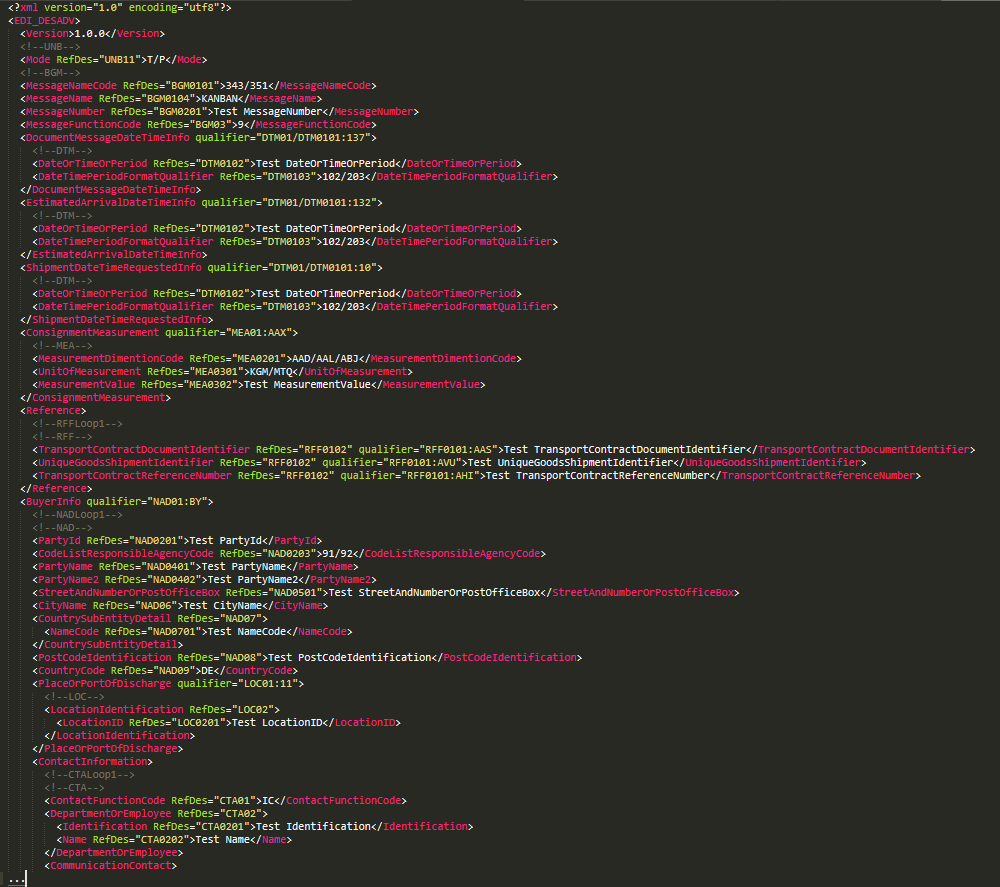 <?xml version="1.0" encoding="utf8"?>
<EDI_DESADV>
<Version>1.0.0</Version>
<!--UNB-->
<Mode RefDes="UNB11">T/P</Mode>
<!--BGM-->
<MessageNameCode RefDes="BGM0101">343/351</MessageNameCode>
<MessageName RefDes="BGM0104">KANBAN</MessageName>
<MessageNumber RefDes="BGM0201">Test MessageNumber</MessageNumber>
<MessageFunctionCode RefDes="BGM03">9</MessageFunctionCode>
<DocumentMessageDateTimeInfo qualifier="DTM01/DTM0101:137">
<!--DTM-->
<DateOrTimeOrPeriod RefDes="DTM0102">Test DateOrTimeOrPeriod</DateOrTimeOrPeriod>
<DateTimePeriodFormatQualifier RefDes="DTM0103">102/203</DateTimePeriodFormatQualifier>
</DocumentMessageDateTimeInfo>
<EstimatedArrivalDateTimeInfo qualifier="DTM01/DTM0101:132">
<!--DTM-->
<DateOrTimeOrPeriod RefDes="DTM0102">Test DateOrTimeOrPeriod</DateOrTimeOrPeriod>
<DateTimePeriodFormatQualifier RefDes="DTM0103">102/203</DateTimePeriodFormatQualifier>
</EstimatedArrivalDateTimeInfo>
<ShipmentDateTimeRequestedInfo qualifier="DTM01/DTM0101:10">
<!--DTM-->
<DateOrTimeOrPeriod RefDes="DTM0102">Test DateOrTimeOrPeriod</DateOrTimeOrPeriod>
<DateTimePeriodFormatQualifier RefDes="DTM0103">102/203</DateTimePeriodFormatQualifier>
</ShipmentDateTimeRequestedInfo>
<ConsignmentMeasurement qualifier="MEA01:AAX">
<!--MEA-->
<MeasurementDimentionCode RefDes="MEA0201">AAD/AAL/ABJ</MeasurementDimentionCode>
<UnitOfMeasurement RefDes="MEA0301">KGM/MTQ</UnitOfMeasurement>
<MeasurementValue RefDes="MEA0302">Test MeasurementValue</MeasurementValue>
</ConsignmentMeasurement>
<Reference>
<!--RFFLoop1-->
<!--RFF-->
<TransportContractDocumentIdentifier RefDes="RFF0102" qualifier="RFF0101:AAS">Test TransportContractDocumentIdentifier</TransportContractDocumentIdentifier>
<UniqueGoodsShipmentIdentifier RefDes="RFF0102" qualifier="RFF0101:AVU">Test UniqueGoodsShipmentIdentifier</UniqueGoodsShipmentIdentifier>
<TransportContractReferenceNumber RefDes="RFF0102" qualifier="RFF0101:AHI">Test TransportContractReferenceNumber</TransportContractReferenceNumber>
</Reference>
<BuyerInfo qualifier="NAD01:BY">
<!--NADLoop1-->
<!--NAD-->
<PartyId RefDes="NAD0201">Test PartyId</PartyId>
<CodeListResponsibleAgencyCode RefDes="NAD0203">91/92</CodeListResponsibleAgencyCode>
<PartyName RefDes="NAD0401">Test PartyName</PartyName>
<PartyName2 RefDes="NAD0402">Test PartyName2</PartyName2>
<StreetAndNumberOrPostOfficeBox RefDes="NAD0501">Test StreetAndNumberOrPostOfficeBox</StreetAndNumberOrPostOfficeBox>
<CityName RefDes="NAD06">Test CityName</CityName>
<CountrySubEntityDetail RefDes="NAD07">
<NameCode RefDes="NAD0701">Test NameCode</NameCode>
</CountrySubEntityDetail>
<PostCodeIdentification RefDes="NAD08">Test PostCodeIdentification</PostCodeIdentification>
<CountryCode RefDes="NAD09">DE</CountryCode>
<PlaceOrPortOfDischarge qualifier="LOC01:11">
<!--LOC-->
<LocationIdentification RefDes="LOC02">
<LocationID RefDes="LOC0201">Test LocationID</LocationID>
</LocationIdentification>
</PlaceOrPortOfDischarge>
<ContactInformation>
<!--CTALoop1-->
<!--CTA-->
<ContactFunctionCode RefDes="CTA01">IC</ContactFunctionCode>
<DepartmentOrEmployee RefDes="CTA02">
<Identification RefDes="CTA0201">Test Identification</Identification>
<Name RefDes="CTA0202">Test Name</Name>
</DepartmentOrEmployee>
<CommunicationContact>
...